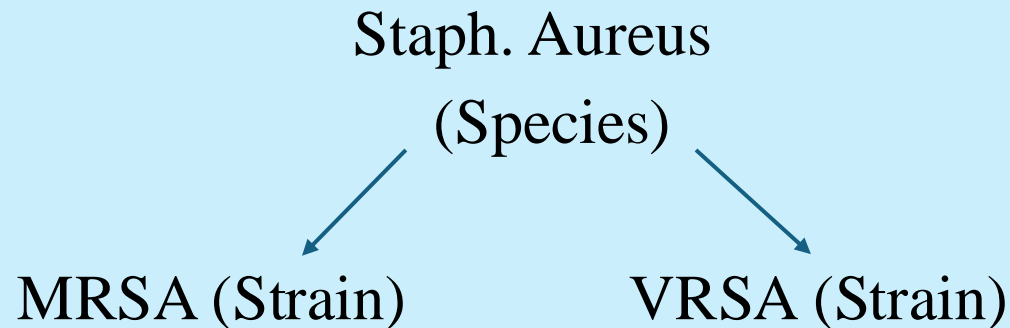 Staph. Aureus
(Species)
MRSA (Strain)
VRSA (Strain)